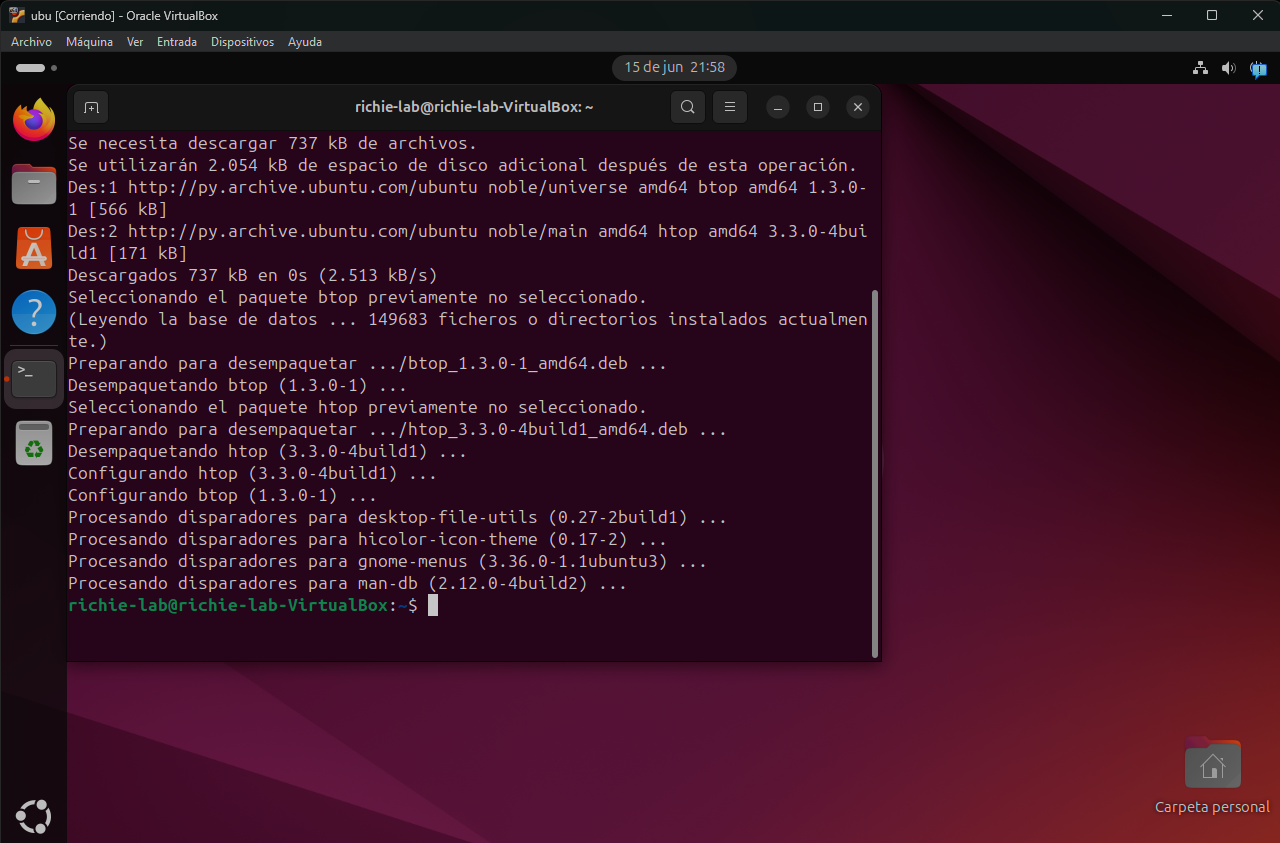 ubu [Corriendo] - Oracle VirtualBox
Archivo Máquina Ver Entrada Dispositivos Ayuda
15 de jun 21:58
richie-lab@richie-lab-VirtualBox: ~
Se necesita descargar 737 kB de archivos.
Se utilizarán 2.054 kB de espacio de disco adicional después de esta operación.
Des:1 http://py.archive.ubuntu.com/ubuntu noble/universe amd64 btop amd64 1.3.0-
1 [566 kB]
Des:2 http://py.archive.ubuntu.com/ubuntu noble/main amd64 htop amd64 3.3.0-4bui
ld1 [171 kB]
Descargados 737 kB en 0s (2.513 kB/s)
Seleccionando el paquete btop previamente no seleccionado.
(Leyendo la base de datos ... 149683 ficheros o directorios instalados actualmen
te.)
Preparando para desempaquetar .../btop_1.3.0-1_amd64.deb ...
Desempaquetando btop (1.3.0-1) ...
Seleccionando el paquete htop previamente no seleccionado.
Preparando para desempaquetar .../htop_3.3.0-4build1_amd64.deb ...
Desempaquetando htop (3.3.0-4build1) ...
Configurando htop (3.3.0-4build1) ...
Configurando btop (1.3.0-1) ...
Procesando disparadores para desktop-file-utils (0.27-2build1) ...
Procesando disparadores para hicolor-icon-theme (0.17-2) ...
Procesando disparadores para gnome-menus (3.36.0-1.1ubuntu3) ...
Procesando disparadores para man-db (2.12.0-4build2) ...
richie-lab@richie-lab-VirtualBox:~$
Carpeta personal